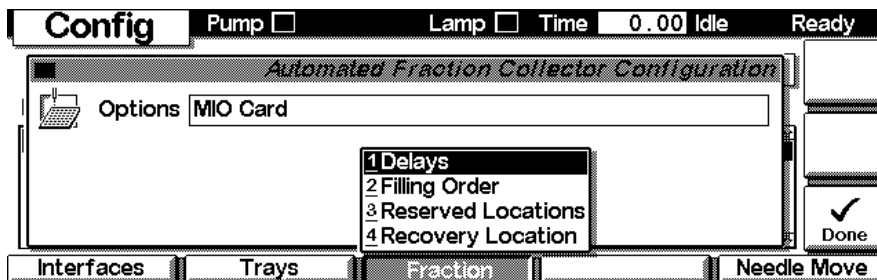 Config Pump Lamp Time 0.00 Idle Ready
Automated Fraction Collector Configuration
Options MIO Card
1 Delays
2 Filling Order
3 Reserved Locations
4 Recovery Location
Done
Interfaces Trays Fraction Needle Move